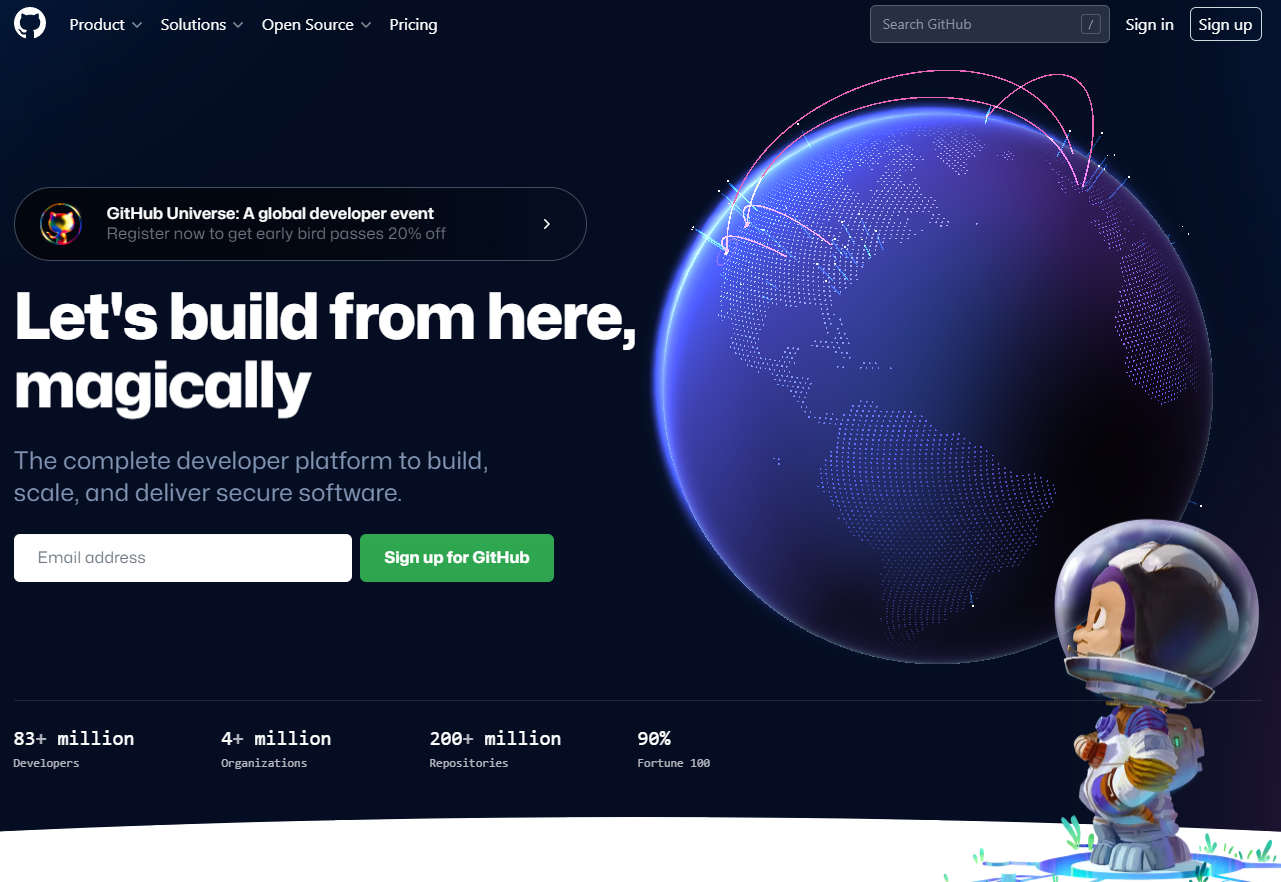 Product
Solutions
Open Source
Pricing
Search GitHub
/
Sign in
Sign up
GitHub Universe: A global developer event
Register now to get early bird passes 20% off
Let's build from here,
magically
The complete developer platform to build,
scale, and deliver secure software.
Email address
Sign up for GitHub
83+ million
Developers
4+ million
Organizations
200+ million
Repositories
90%
Fortune 100